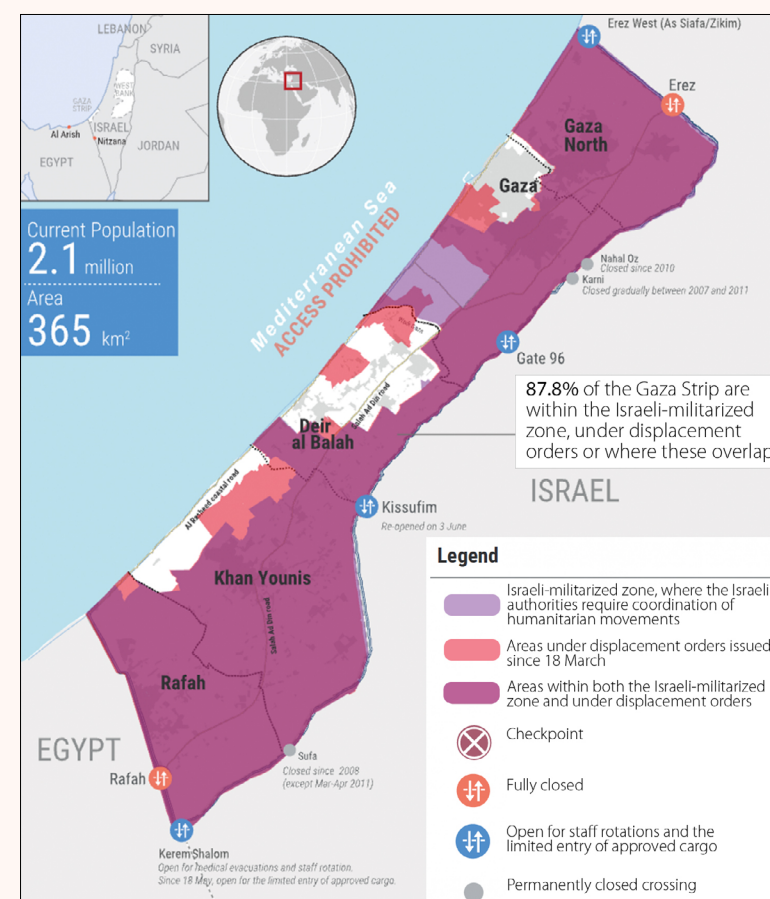 LEBANON
SYRIA
WEST
BANK
GAZA
STRIP
Al Arish
ISRAEL
Nitzana
JORDAN
EGYPT
Erez West (As Siafa/Zikim)
Erez
Gaza
North
Gaza
Current Population
2.1 million
Area
365 km²
Mediterranean Sea
ACCESS PROHIBITED
Nahal Oz
Closed since 2010
Karni
Closed gradually between 2007 and 2011
Gate 96
87.8% of the Gaza Strip are
within the Israeli-militarized
zone, under displacement
orders or where these overlap
Salah Ad Din road
Deir
al Balah
ISRAEL
Al Rasheed coastal road
Kissufim
Re-opened on 3 June
Khan Younis
Salah Ad Din road
Rafah
EGYPT
Sufa
Closed since 2008
(except Mar-Apr 2011)
Rafah
Kerem Shalom
Open for medical evacuations and staff rotation.
Since 18 May, open for the limited entry of approved cargo.
Legend
Israeli-militarized zone, where the Israeli
authorities require coordination of
humanitarian movements
Areas under displacement orders issued
since 18 March
Areas within both the Israeli-militarized
zone and under displacement orders
Checkpoint
Fully closed
Open for staff rotations and the
limited entry of approved cargo
Permanently closed crossing